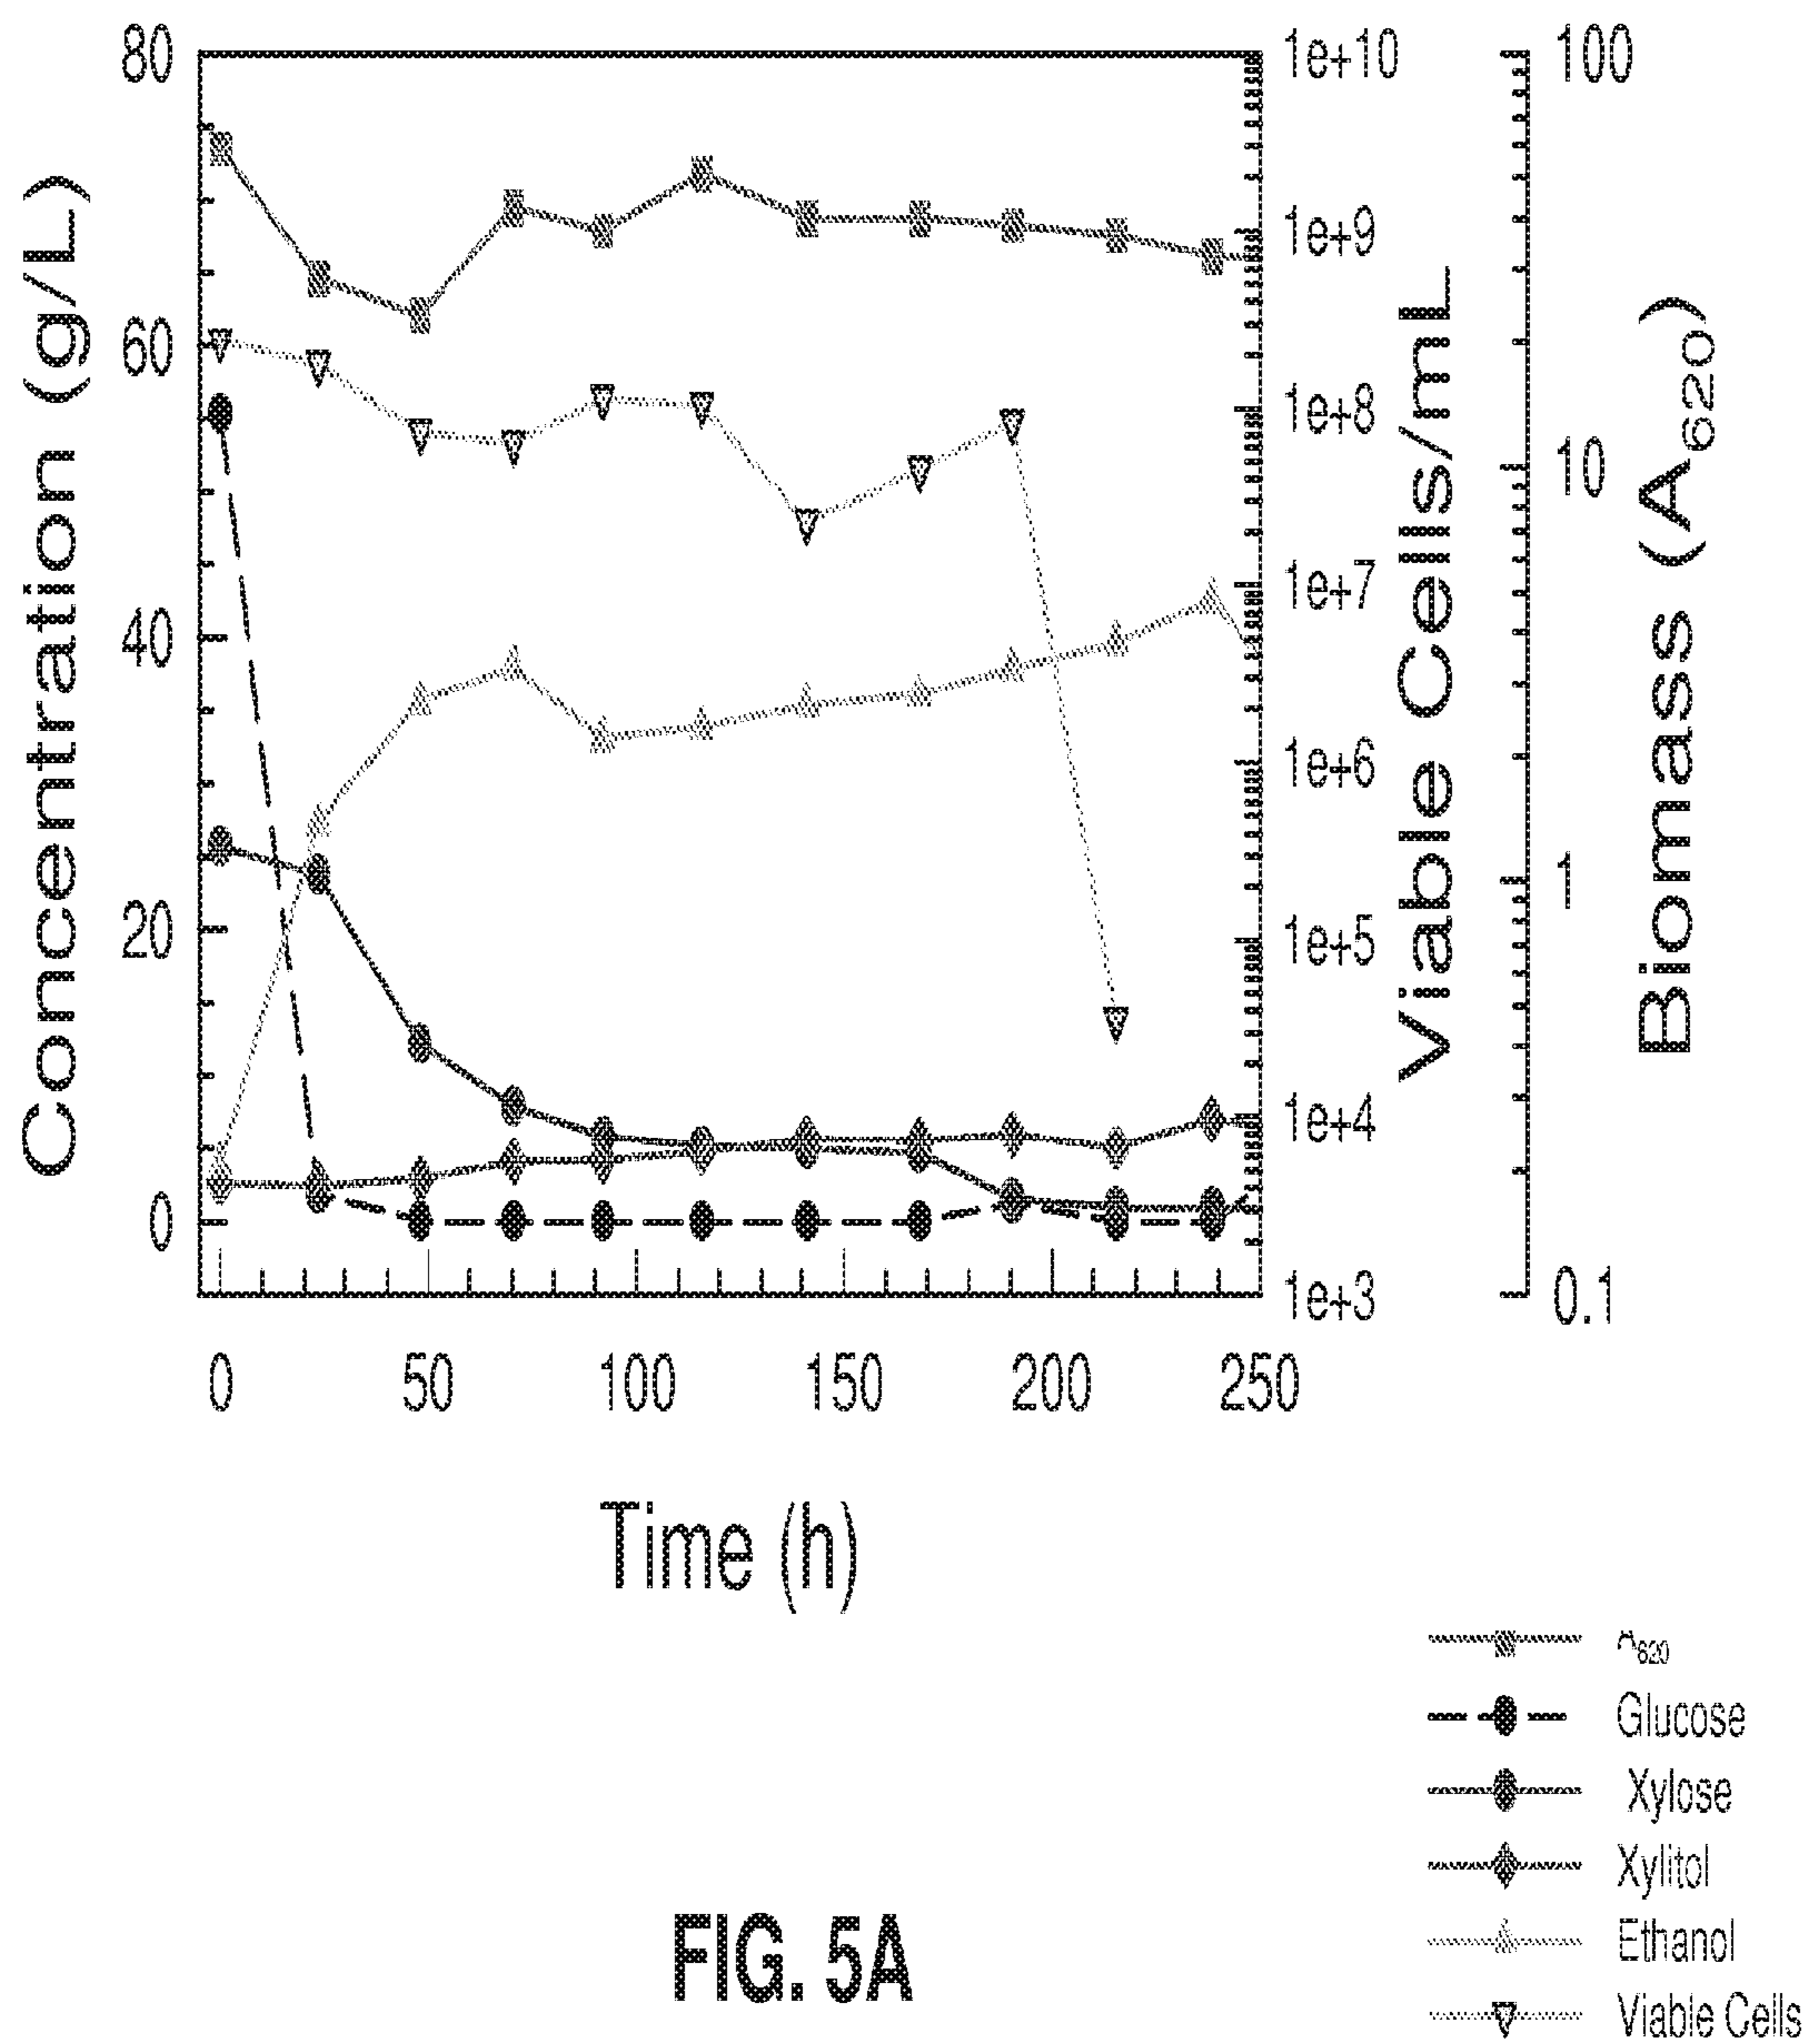 Concentration (g/L)
80
60
40
20
0
1e+10
1e+9
1e+8
1e+7
1e+6
1e+5
1e+4
1e+3
Viable Cells/mL
100
10
1
0.1
Biomass (A620)
0 50 100 150 200 250
Time (h)
A620
Glucose
Xylose
Xylitol
Ethanol
Viable Cells
FIG. 5A